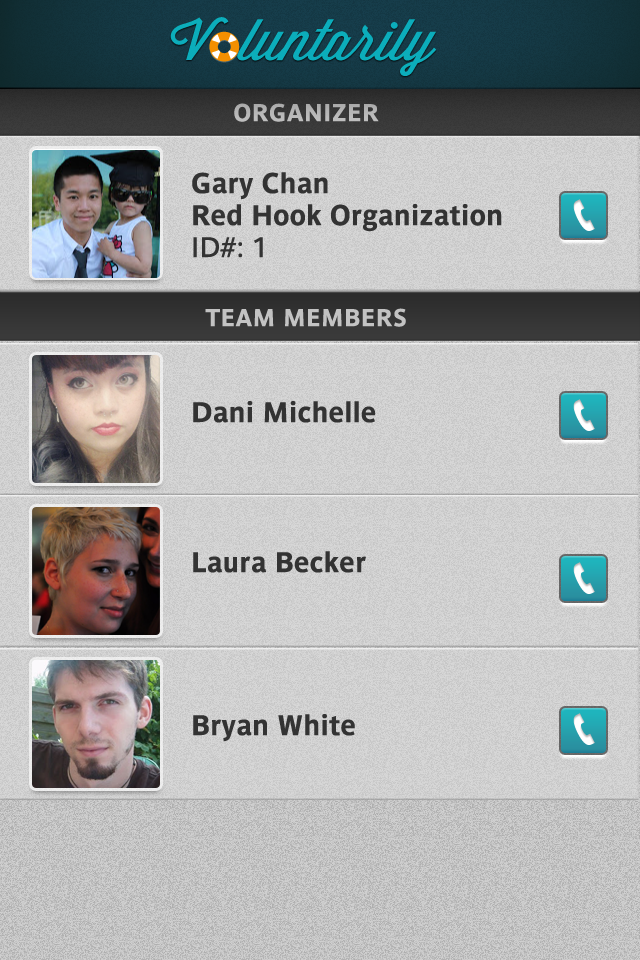 Voluntarily
ORGANIZER
Gary Chan
Red Hook Organization
ID#: 1
TEAM MEMBERS
Dani Michelle
Laura Becker
Bryan White